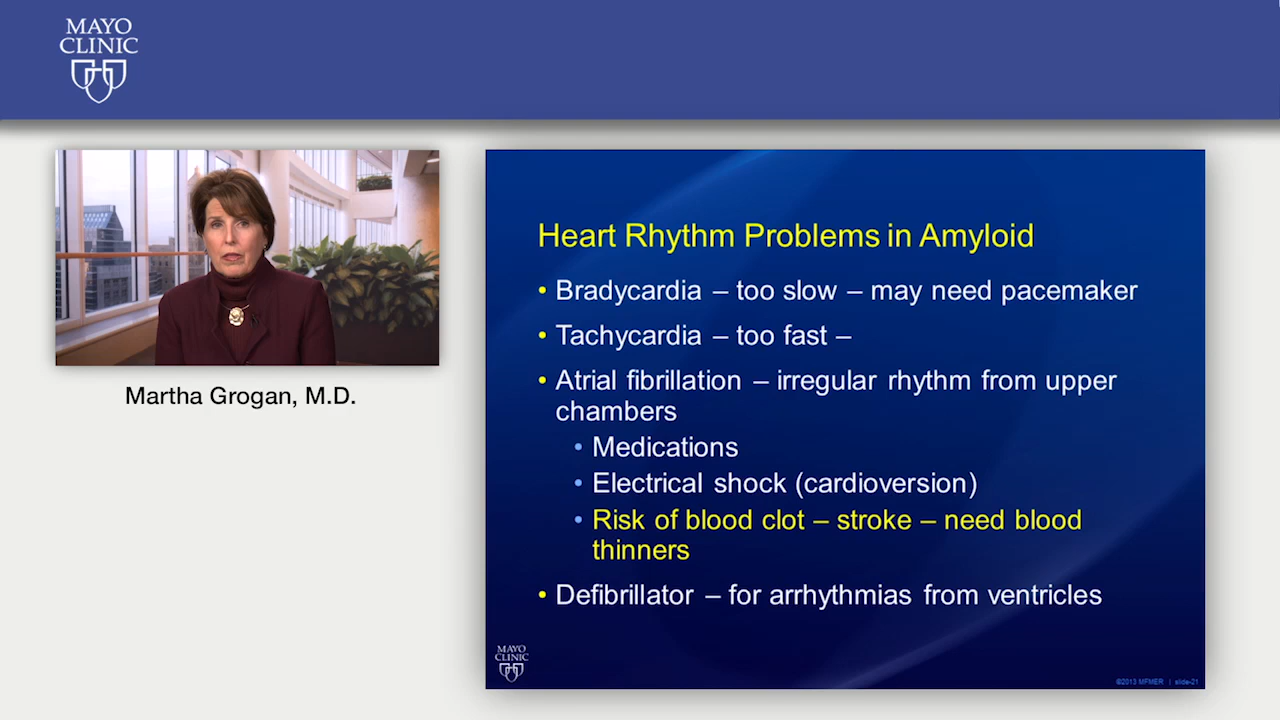 MAYO
CLINIC
Martha Grogan, M.D.
Heart Rhythm Problems in Amyloid
• Bradycardia – too slow – may need pacemaker
• Tachycardia – too fast –
• Atrial fibrillation – irregular rhythm from upper
chambers
• Medications
• Electrical shock (cardioversion)
• Risk of blood clot – stroke – need blood
thinners
• Defibrillator – for arrhythmias from ventricles
MAYO
CLINIC
©2013 MFMER | slide-21